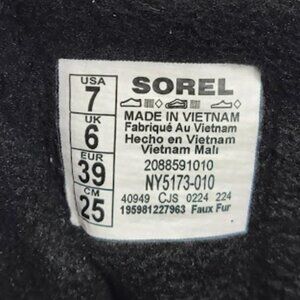 USA
7
UK
6
EUR
39
CM
25
SOREL
MADE IN VIETNAM
Fabriqué Au Vietnam
Hecho en Vietnam
Vietnam Malı
2088591010
NY5173-010
40949 CJS 0224 224
195981227963 Faux Fur